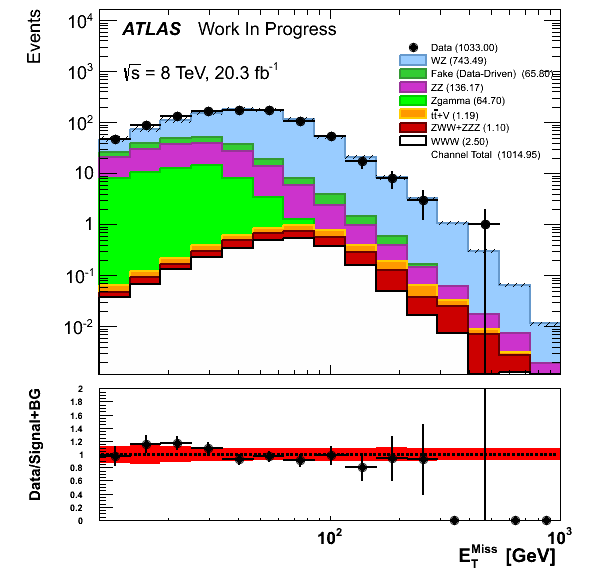 Events
ATLAS Work In Progress
√s = 8 TeV, 20.3 fb⁻¹
Data (1033.00)
WZ (743.49)
Fake (Data-Driven) (65.80)
ZZ (136.17)
Zgamma (64.70)
tt̄+V (1.19)
ZWW+ZZZ (1.10)
WWW (2.50)
Channel Total (1014.95)
10⁴
10³
10²
10
1
10⁻¹
10⁻²
Data/Signal+BG
2
1.8
1.6
1.4
1.2
1
0.8
0.6
0.4
0.2
0
10²
10³
E_T^Miss [GeV]